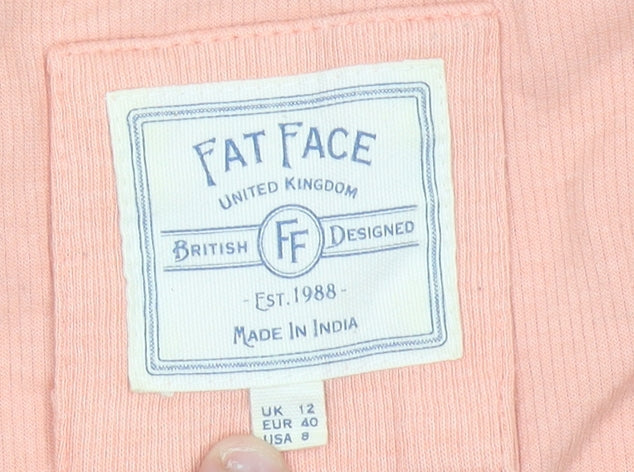 FAT FACE
UNITED KINGDOM
BRITISH FF DESIGNED
- EST. 1988 -
MADE IN INDIA
UK 12
EUR 40
USA 8